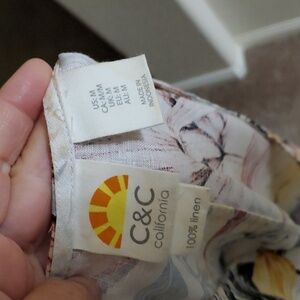 US: M
CA: M/M
UK: M
EU: M
AU: M
MADE IN
INDONESIA
C&C
california
100% linen